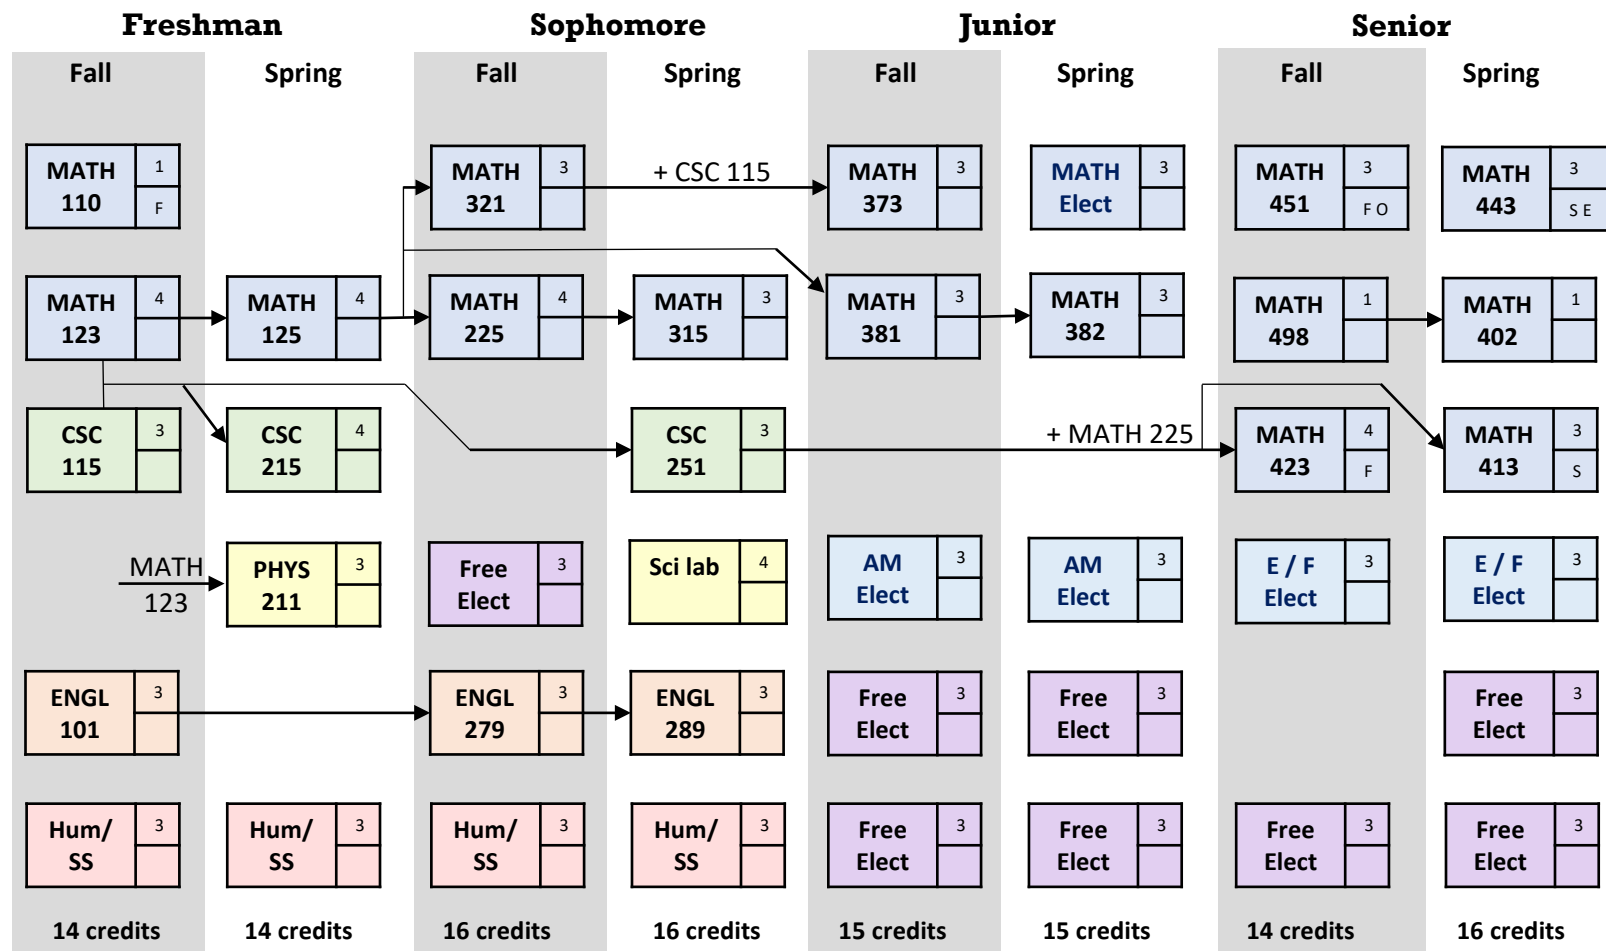 Freshman Sophomore Junior Senior
Fall Spring Fall Spring Fall Spring Fall Spring
MATH 110 1 F
MATH 321 3
+ CSC 115
MATH 373 3
MATH Elect 3
MATH 451 3 F O
MATH 443 3 S E
MATH 123 4
MATH 125 4
MATH 225 4
MATH 315 3
MATH 381 3
MATH 382 3
MATH 498 1
MATH 402 1
CSC 115 3
CSC 215 4
CSC 251 3
+ MATH 225
MATH 423 4 F
MATH 413 3 S
MATH 123
PHYS 211 3
Free Elect 3
Sci lab 4
AM Elect 3
AM Elect 3
E / F Elect 3
E / F Elect 3
ENGL 101 3
ENGL 279 3
ENGL 289 3
Free Elect 3
Free Elect 3
Free Elect 3
Hum/ SS 3
Hum/ SS 3
Hum/ SS 3
Hum/ SS 3
Free Elect 3
Free Elect 3
Free Elect 3
Free Elect 3
14 credits 14 credits 16 credits 16 credits 15 credits 15 credits 14 credits 16 credits